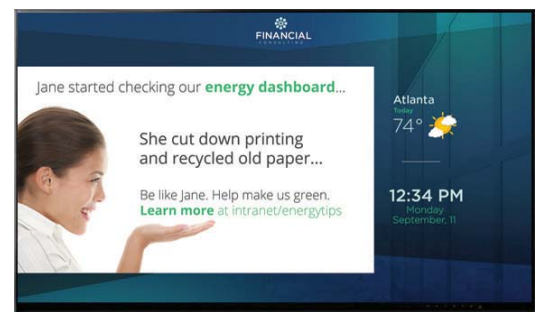 FINANCIAL
CONSULTING
Jane started checking our energy dashboard...
She cut down printing
and recycled old paper...
Be like Jane. Help make us green.
Learn more at intranet/energytips
Atlanta
Today
74°
12:34 PM
Monday
September, 11